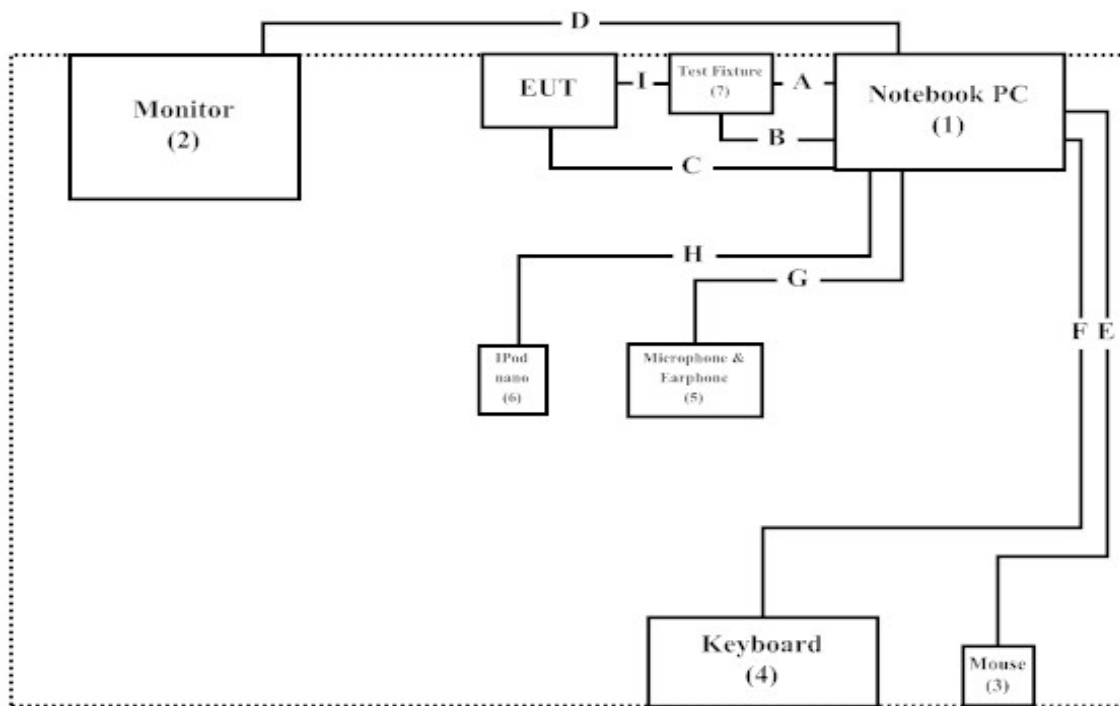 D
Monitor
(2)
EUT
I
Test Fixture
(7)
A
B
C
Notebook PC
(1)
H
G
F E
IPod
nano
(6)
Microphone &
Earphone
(5)
Keyboard
(4)
Mouse
(3)